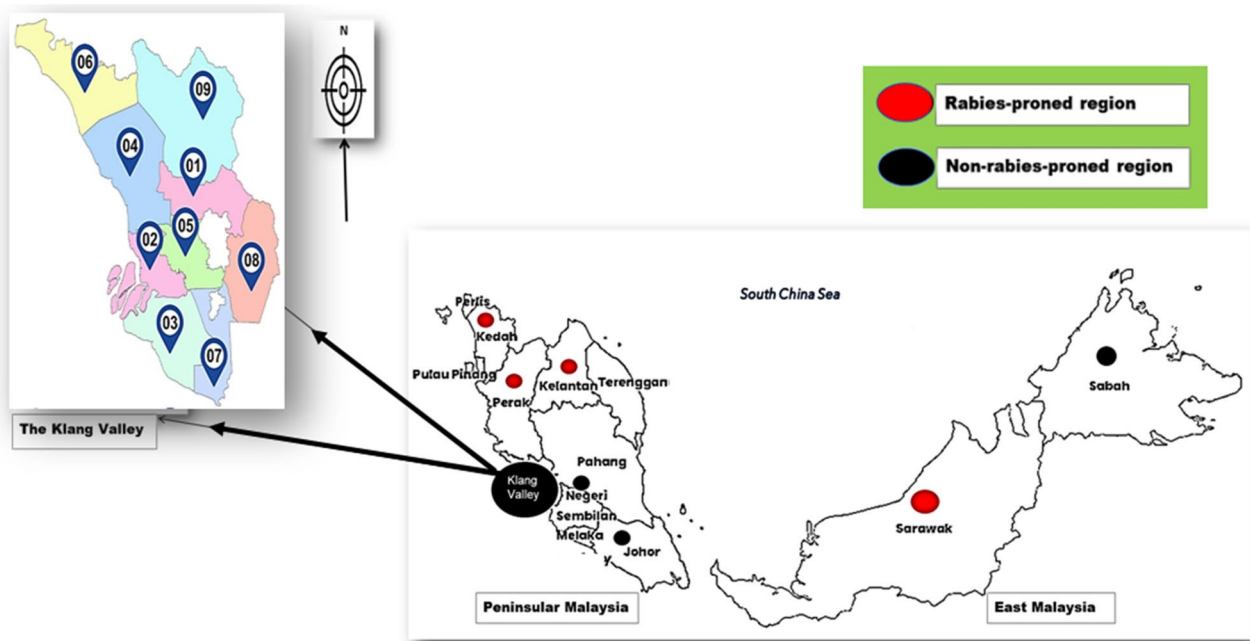 06
09
04
01
05
02
08
03
07
The Klang Valley
N
Rabies-proned region
Non-rabies-proned region
South China Sea
Perlis
Kedah
Pulau Pinang
Kelantan
Terenggan
Perak
Sabah
Pahang
Klang
Valley
Negeri
Sembilan
Sarawak
Melaka
Johor
y
Peninsular Malaysia
East Malaysia